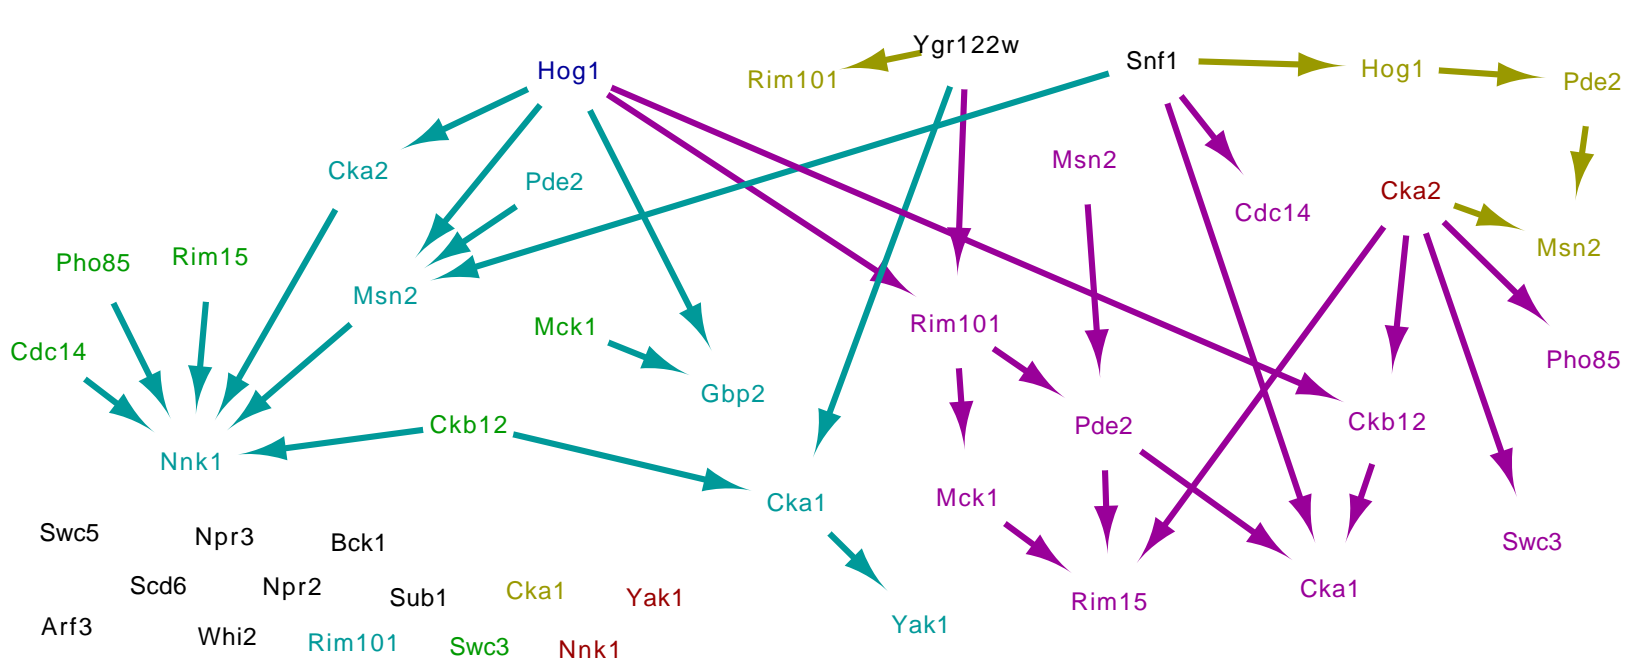 Ygr122w
Snf1
Hog1
Hog1
Rim101
Pde2
Msn2
Cka2
Pde2
Cka2
Cdc14
Msn2
Rim15
Pho85
Msn2
Rim101
Mck1
Cdc14
Pho85
Gbp2
Ckb12
Pde2
Ckb12
Nnk1
Mck1
Cka1
Swc5
Npr3
Bck1
Swc3
Scd6
Npr2
Cka1
Cka1
Sub1
Yak1
Rim15
Yak1
Arf3
Whi2
Rim101
Swc3
Nnk1